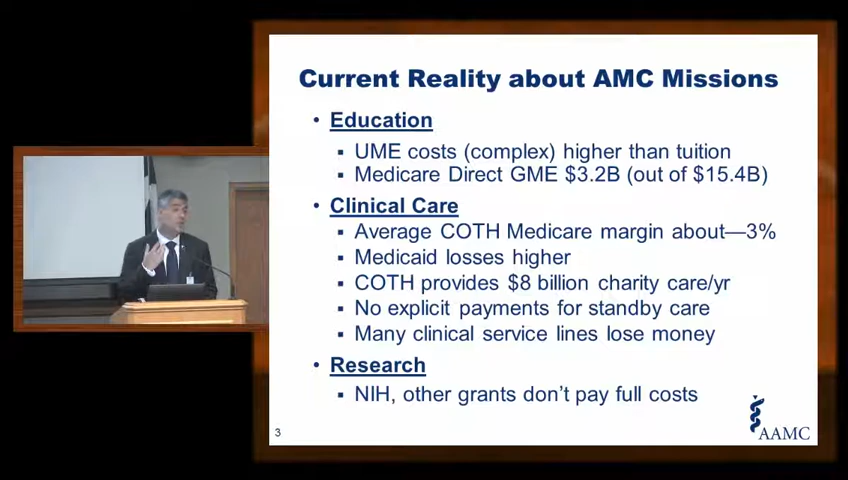 Current Reality about AMC Missions
• Education
▪ UME costs (complex) higher than tuition
▪ Medicare Direct GME $3.2B (out of $15.4B)
• Clinical Care
▪ Average COTH Medicare margin about—3%
▪ Medicaid losses higher
▪ COTH provides $8 billion charity care/yr
▪ No explicit payments for standby care
▪ Many clinical service lines lose money
• Research
▪ NIH, other grants don't pay full costs
3
AAMC